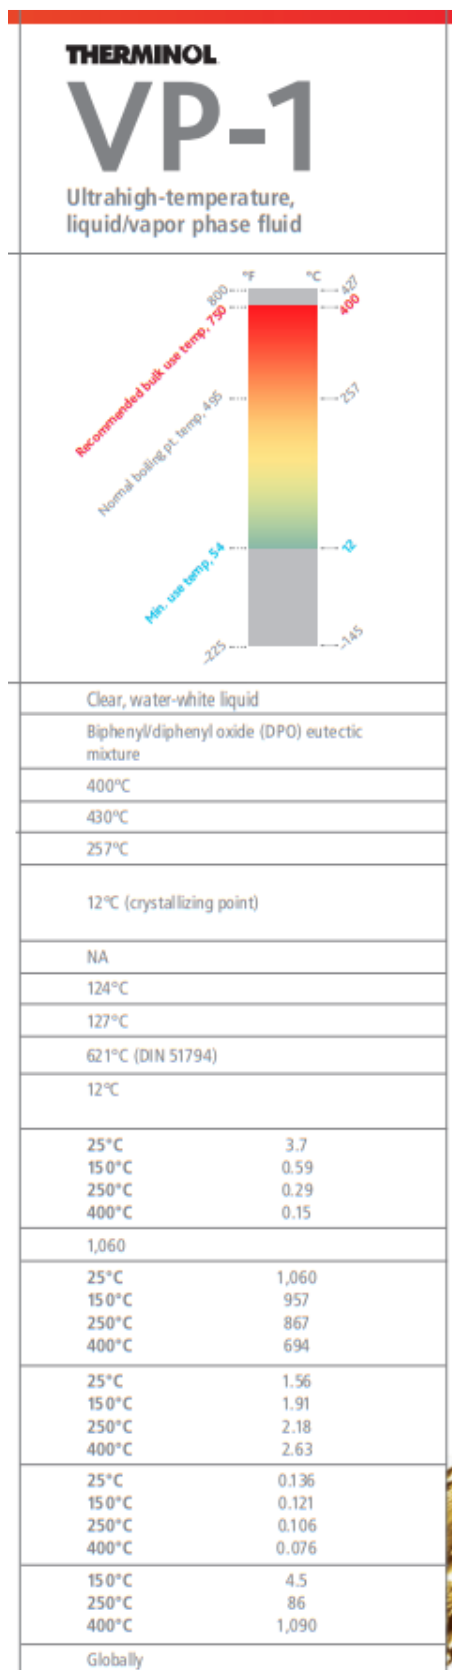 THERMINOL
VP-1
Ultrahigh-temperature,
liquid/vapor phase fluid
°F °C
800 427
Recommended bulk use temp, 750 400
Normal boiling pt. temp, 495 257
Min. use temp, 54 12
-225 -145
Clear, water-white liquid
Biphenyl/diphenyl oxide (DPO) eutectic
mixture
400°C
430°C
257°C
12°C (crystallizing point)
NA
124°C
127°C
621°C (DIN 51794)
12°C
25°C 3.7
150°C 0.59
250°C 0.29
400°C 0.15
1,060
25°C 1,060
150°C 957
250°C 867
400°C 694
25°C 1.56
150°C 1.91
250°C 2.18
400°C 2.63
25°C 0.136
150°C 0.121
250°C 0.106
400°C 0.076
150°C 4.5
250°C 86
400°C 1,090
Globally